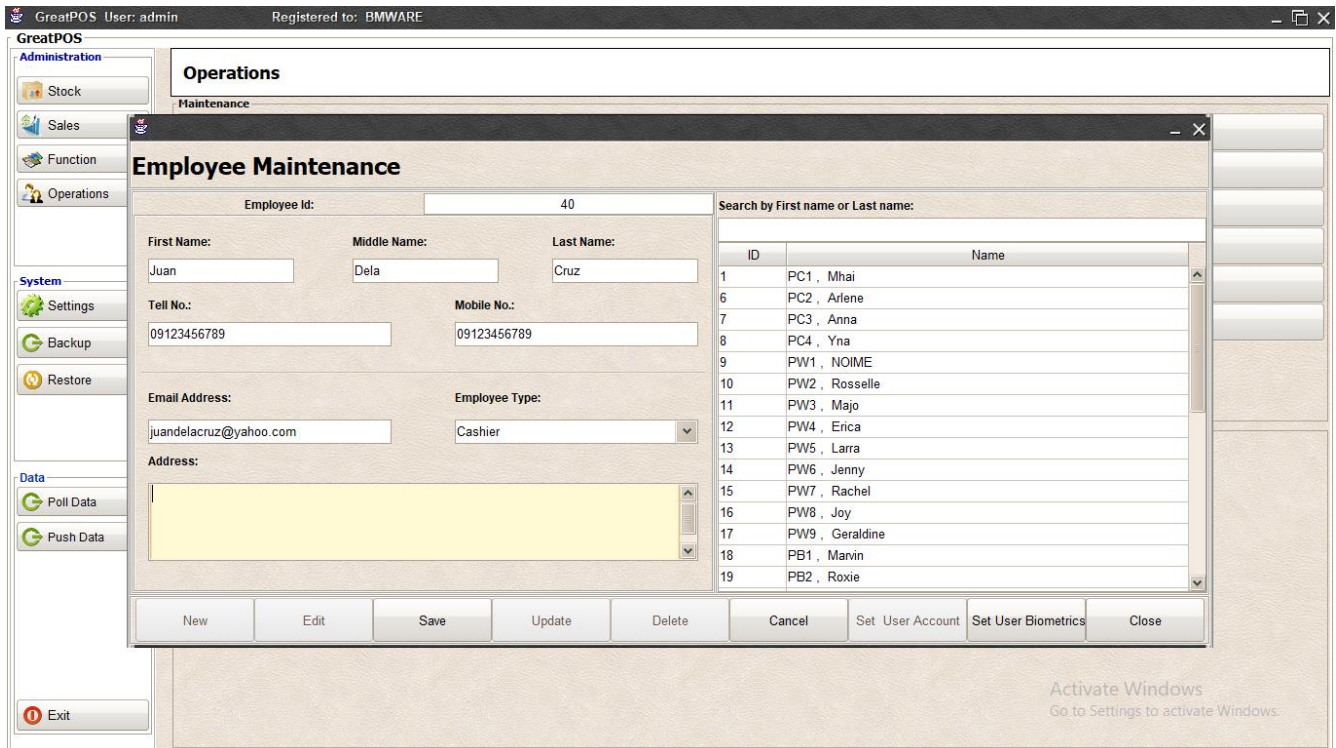 GreatPOS User: admin Registered to: BMWARE
GreatPOS
Administration
Stock
Sales
Function
Operations
System
Settings
Backup
Restore
Data
Poll Data
Push Data
Exit
Operations
Maintenance
Employee Maintenance
Employee Id: 40
First Name: Middle Name: Last Name:
Juan Dela Cruz
Tell No.: Mobile No.:
09123456789 09123456789
Email Address: Employee Type:
juandelacruz@yahoo.com Cashier
Address:
Search by First name or Last name:
ID Name
1 PC1 , Mhai
6 PC2 , Arlene
7 PC3 , Anna
8 PC4 , Yna
9 PW1 , NOIME
10 PW2 , Rosselle
11 PW3 , Majo
12 PW4 , Erica
13 PW5 , Larra
14 PW6 , Jenny
15 PW7 , Rachel
16 PW8 , Joy
17 PW9 , Geraldine
18 PB1 , Marvin
19 PB2 , Roxie
New Edit Save Update Delete Cancel Set User Account Set User Biometrics Close
Activate Windows
Go to Settings to activate Windows.